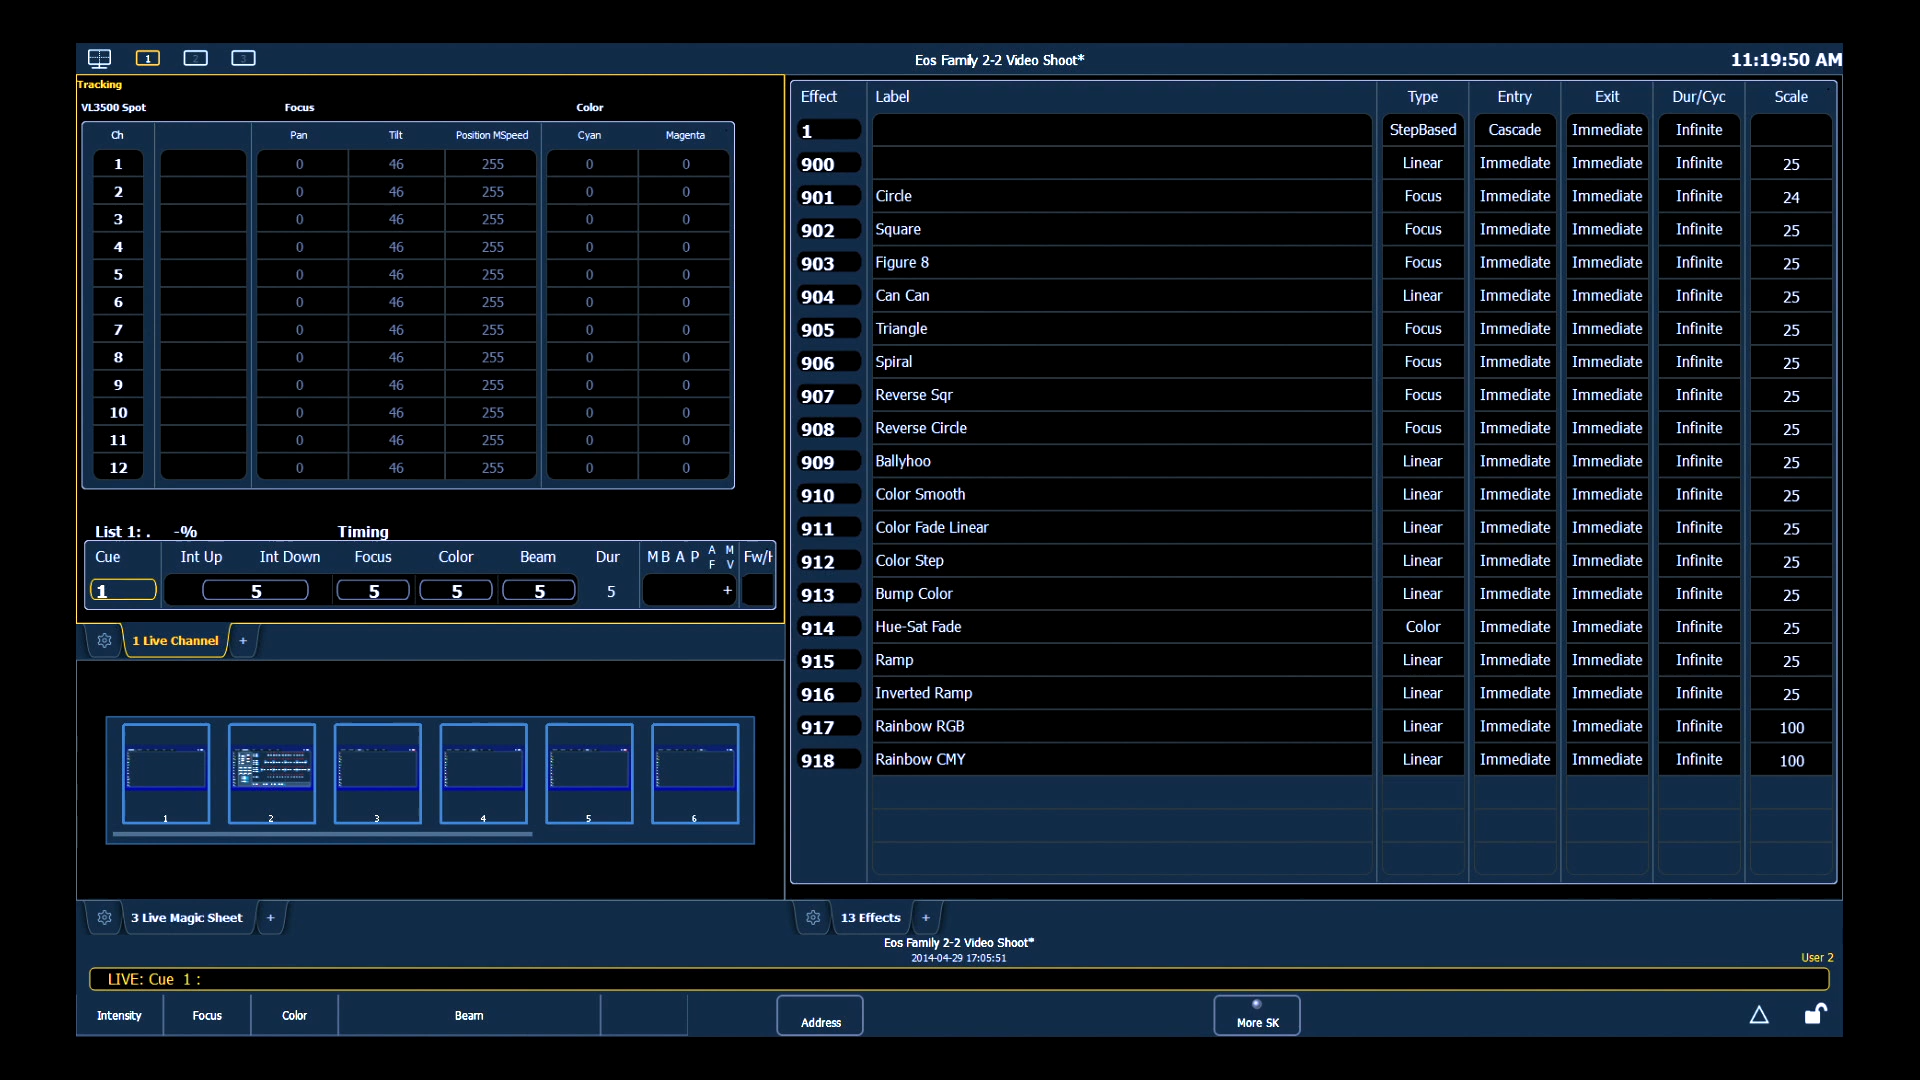 1 2 3 Eos Family 2-2 Video Shoot* 11:19:50 AM
Tracking
VL3500 Spot Focus Color
Ch Pan Tilt Position MSpeed Cyan Magenta
1 0 46 255 0 0
2 0 46 255 0 0
3 0 46 255 0 0
4 0 46 255 0 0
5 0 46 255 0 0
6 0 46 255 0 0
7 0 46 255 0 0
8 0 46 255 0 0
9 0 46 255 0 0
10 0 46 255 0 0
11 0 46 255 0 0
12 0 46 255 0 0
List 1: . -% Timing
Cue Int Up Int Down Focus Color Beam Dur M B A P A F M V Fw/H
1 5 5 5 5 5 +
1 Live Channel +
1 2 3 4 5 6
3 Live Magic Sheet +
Effect Label Type Entry Exit Dur/Cyc Scale
1 StepBased Cascade Immediate Infinite
900 Linear Immediate Immediate Infinite 25
901 Circle Focus Immediate Immediate Infinite 24
902 Square Focus Immediate Immediate Infinite 25
903 Figure 8 Focus Immediate Immediate Infinite 25
904 Can Can Linear Immediate Immediate Infinite 25
905 Triangle Focus Immediate Immediate Infinite 25
906 Spiral Focus Immediate Immediate Infinite 25
907 Reverse Sqr Focus Immediate Immediate Infinite 25
908 Reverse Circle Focus Immediate Immediate Infinite 25
909 Ballyhoo Linear Immediate Immediate Infinite 25
910 Color Smooth Linear Immediate Immediate Infinite 25
911 Color Fade Linear Linear Immediate Immediate Infinite 25
912 Color Step Linear Immediate Immediate Infinite 25
913 Bump Color Linear Immediate Immediate Infinite 25
914 Hue-Sat Fade Color Immediate Immediate Infinite 25
915 Ramp Linear Immediate Immediate Infinite 25
916 Inverted Ramp Linear Immediate Immediate Infinite 25
917 Rainbow RGB Linear Immediate Immediate Infinite 100
918 Rainbow CMY Linear Immediate Immediate Infinite 100
13 Effects +
Eos Family 2-2 Video Shoot*
2014-04-29 17:05:51
User 2
LIVE: Cue 1 :
Intensity Focus Color Beam Address More SK